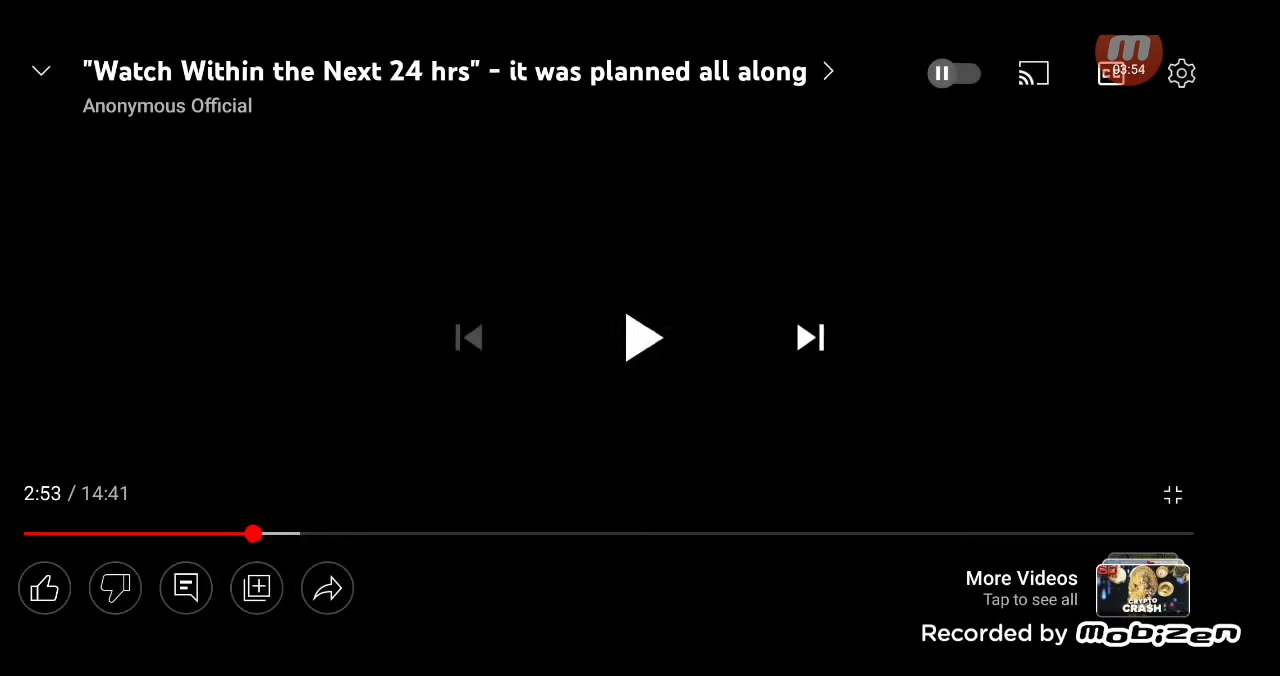 "Watch Within the Next 24 hrs" - it was planned all along
Anonymous Official
03:54
2:53 / 14:41
More Videos
Tap to see all
CRYPTO
CRASH
Recorded by Mobizen